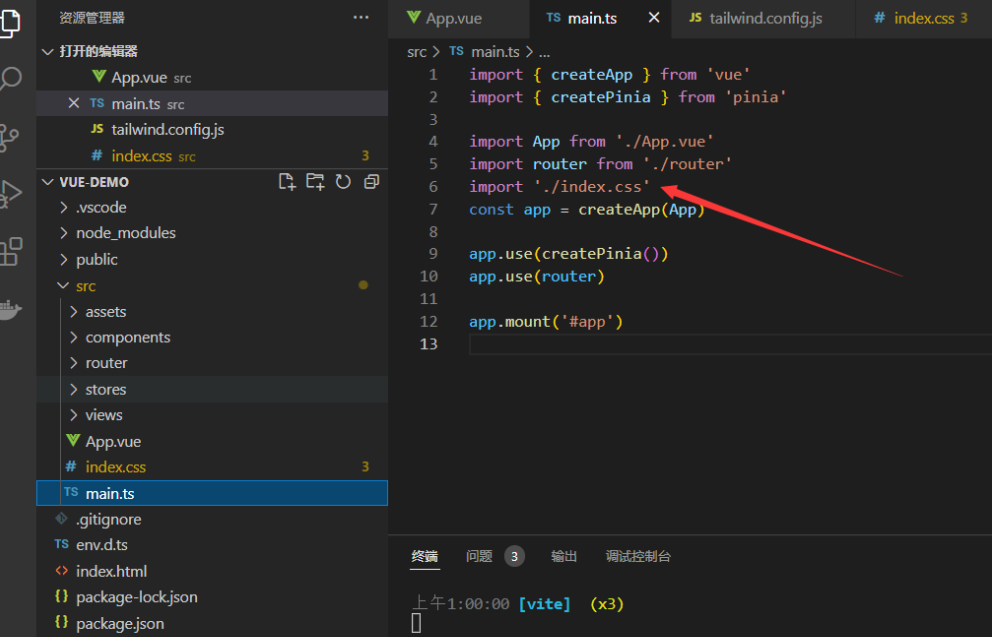 资源管理器
打开的编辑器
App.vue src
TS main.ts src
JS tailwind.config.js
# index.css src 3
VUE-DEMO
.vscode
node_modules
public
src
assets
components
router
stores
views
App.vue
# index.css 3
TS main.ts
.gitignore
TS env.d.ts
<> index.html
{} package-lock.json
{} package.json
App.vue TS main.ts JS tailwind.config.js # index.css 3
src > TS main.ts > ...
1 import { createApp } from 'vue'
2 import { createPinia } from 'pinia'
3
4 import App from './App.vue'
5 import router from './router'
6 import './index.css'
7 const app = createApp(App)
8
9 app.use(createPinia())
10 app.use(router)
11
12 app.mount('#app')
13
终端 问题 3 输出 调试控制台
上午1:00:00 [vite] (x3)